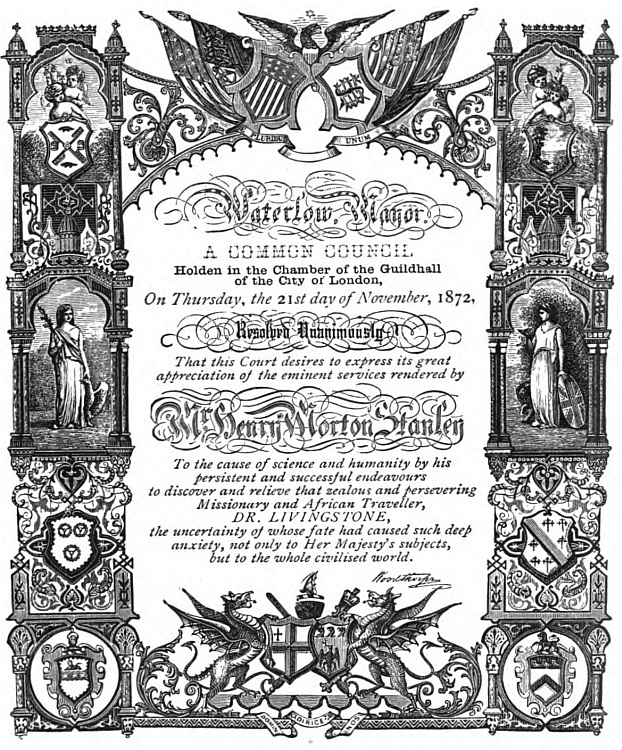 PLURIBUS UNUM
Waterlow, Mayor.
A COMMON COUNCIL
Holden in the Chamber of the Guildhall
of the City of London,
On Thursday, the 21st day of November, 1872,
Resolved Unanimously
That this Court desires to express its great
appreciation of the eminent services rendered by
Mr. Henry Morton Stanley
To the cause of science and humanity by his
persistent and successful endeavours
to discover and relieve that zealous and persevering
Missionary and African Traveller,
DR. LIVINGSTONE,
the uncertainty of whose fate had caused such deep
anxiety, not only to Her Majesty's subjects,
but to the whole civilised world.
Woodthorpe
DOMINE DIRIGE NOS